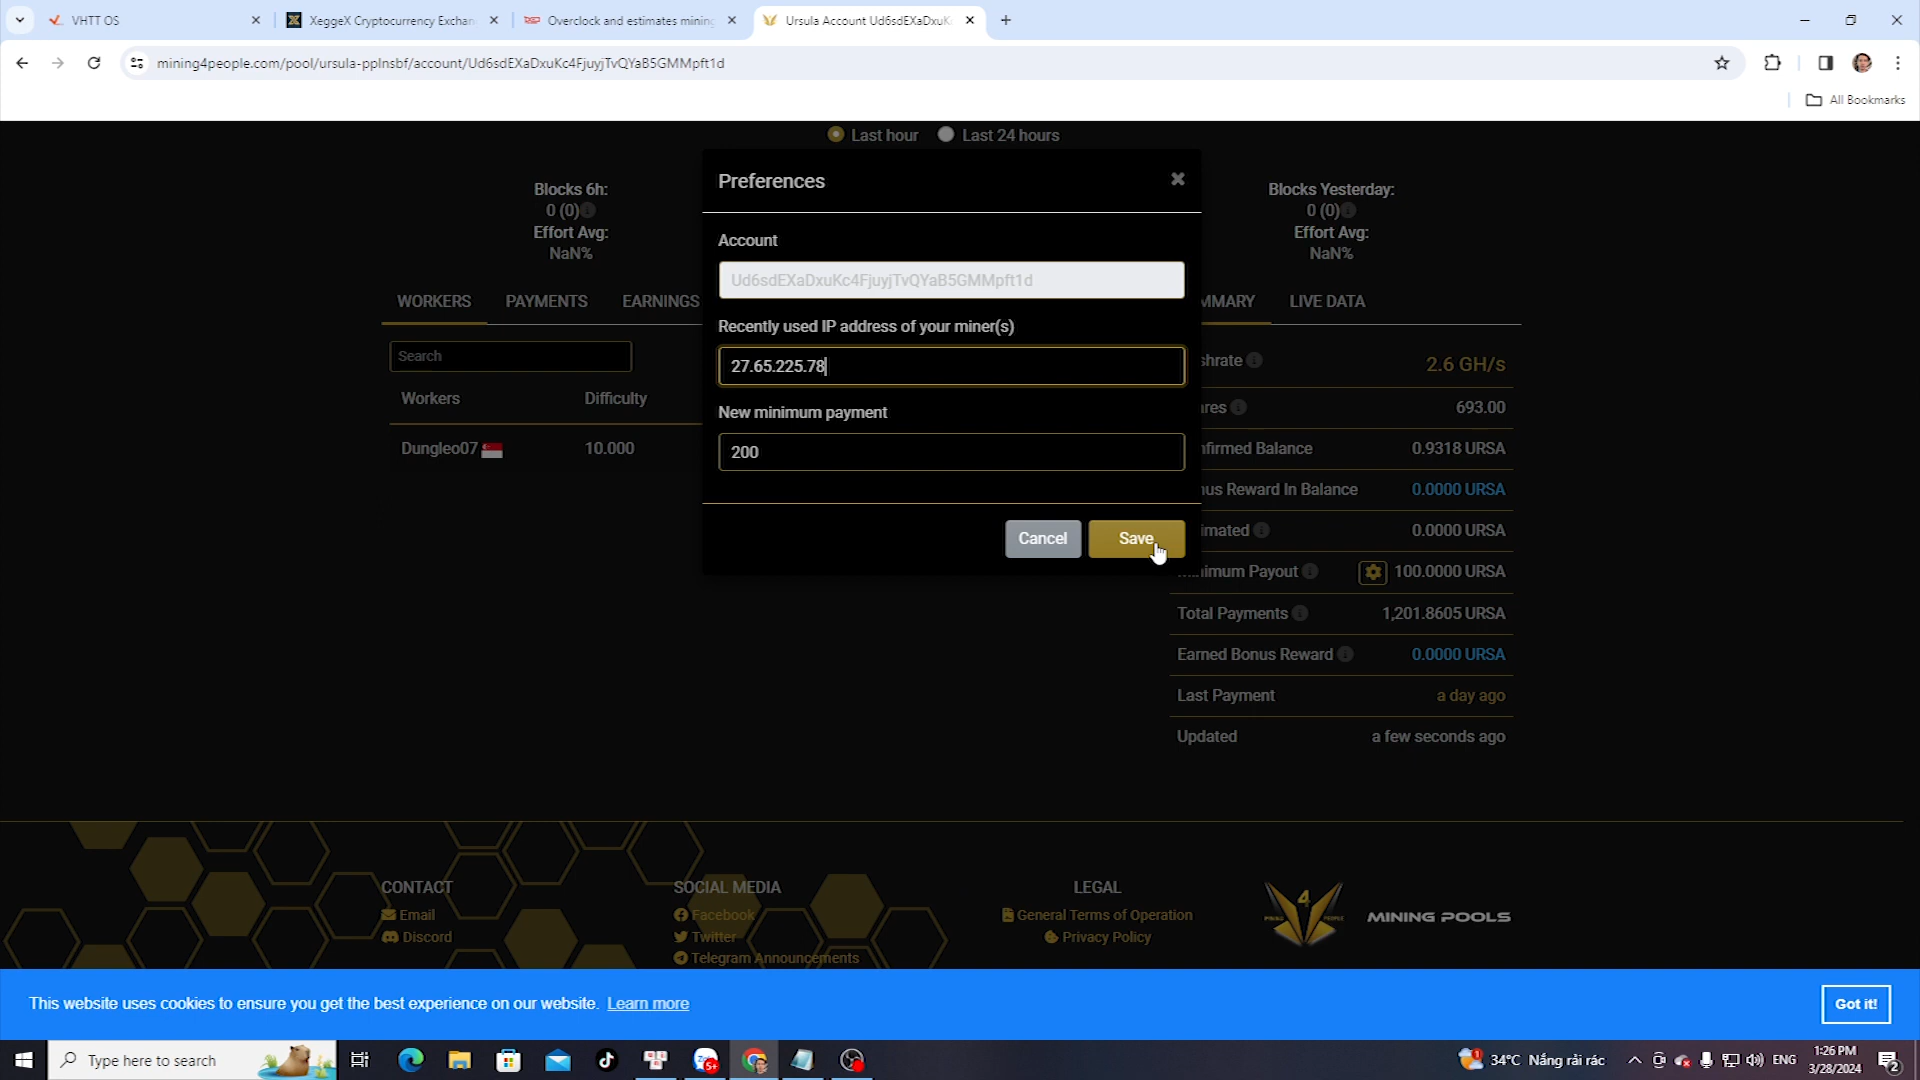 VHTT OS
XeggeX Cryptocurrency Exchan
Overclock and estimates mining
Ursula Account Ud6sdEXaDxuK
mining4people.com/pool/ursula-pplnsbf/account/Ud6sdEXaDxuKc4FjuyjTvQYaB5GMMpft1d
All Bookmarks
Last hour
Last 24 hours
Blocks 6h:
0 (0)
Effort Avg:
NaN%
Blocks Yesterday:
0 (0)
Effort Avg:
NaN%
WORKERS
PAYMENTS
EARNINGS
Search
Workers
Difficulty
Dungleo07
10.000
Preferences
Account
Ud6sdEXaDxuKc4FjuyjTvQYaB5GMMpft1d
Recently used IP address of your miner(s)
27.65.225.78
New minimum payment
200
Cancel
Save
MMARY
LIVE DATA
shrate
2.6 GH/s
res
693.00
nfirmed Balance
0.9318 URSA
nus Reward In Balance
0.0000 URSA
imated
0.0000 URSA
imum Payout
100.0000 URSA
Total Payments
1,201.8605 URSA
Earned Bonus Reward
0.0000 URSA
Last Payment
a day ago
Updated
a few seconds ago
CONTACT
Email
Discord
SOCIAL MEDIA
Facebook
Twitter
Telegram Announcements
LEGAL
General Terms of Operation
Privacy Policy
4
MINING PEOPLE
MINING POOLS
This website uses cookies to ensure you get the best experience on our website. Learn more
Got it!
Type here to search
5+
34°C Nắng rải rác
ENG
1:26 PM
3/28/2024
2